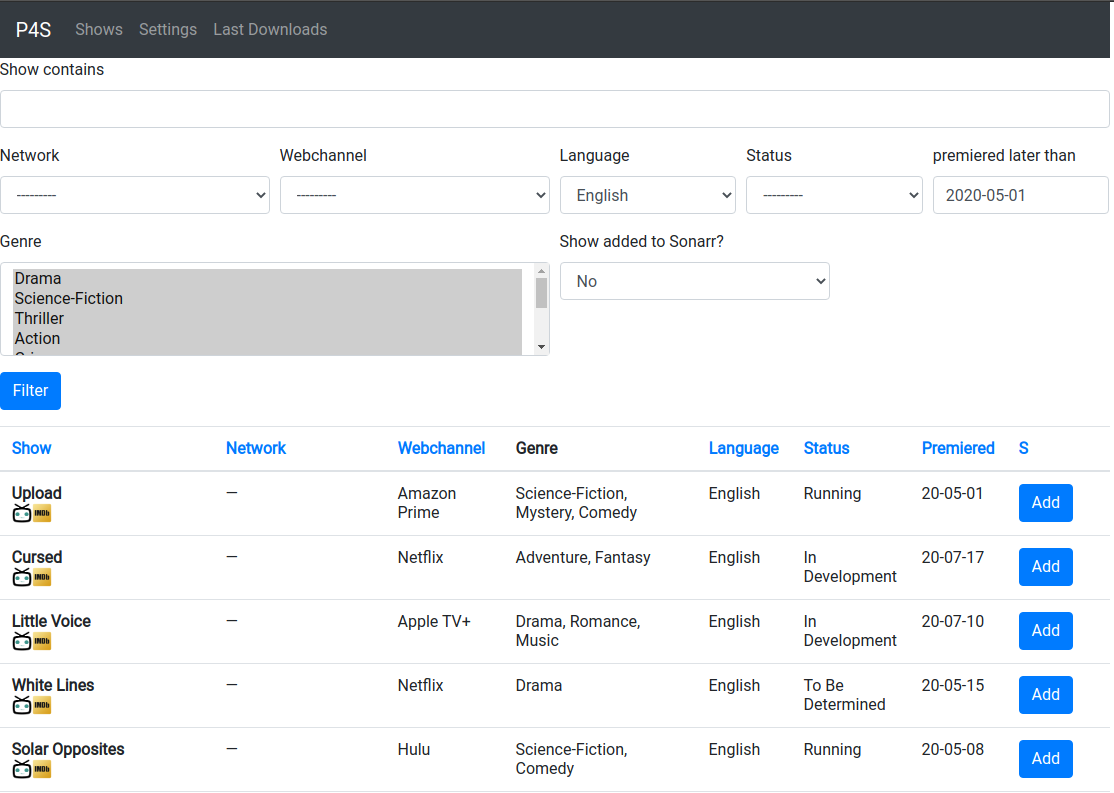 P4S Shows Settings Last Downloads
Show contains
Network Webchannel Language Status premiered later than
--------- --------- English --------- 2020-05-01
Genre Show added to Sonarr?
Drama No
Science-Fiction
Thriller
Action
Filter
Show Network Webchannel Genre Language Status Premiered S
Upload — Amazon Prime Science-Fiction, Mystery, Comedy English Running 20-05-01 Add
IMDb
Cursed — Netflix Adventure, Fantasy English In Development 20-07-17 Add
IMDb
Little Voice — Apple TV+ Drama, Romance, Music English In Development 20-07-10 Add
IMDb
White Lines — Netflix Drama English To Be Determined 20-05-15 Add
IMDb
Solar Opposites — Hulu Science-Fiction, Comedy English Running 20-05-08 Add
IMDb